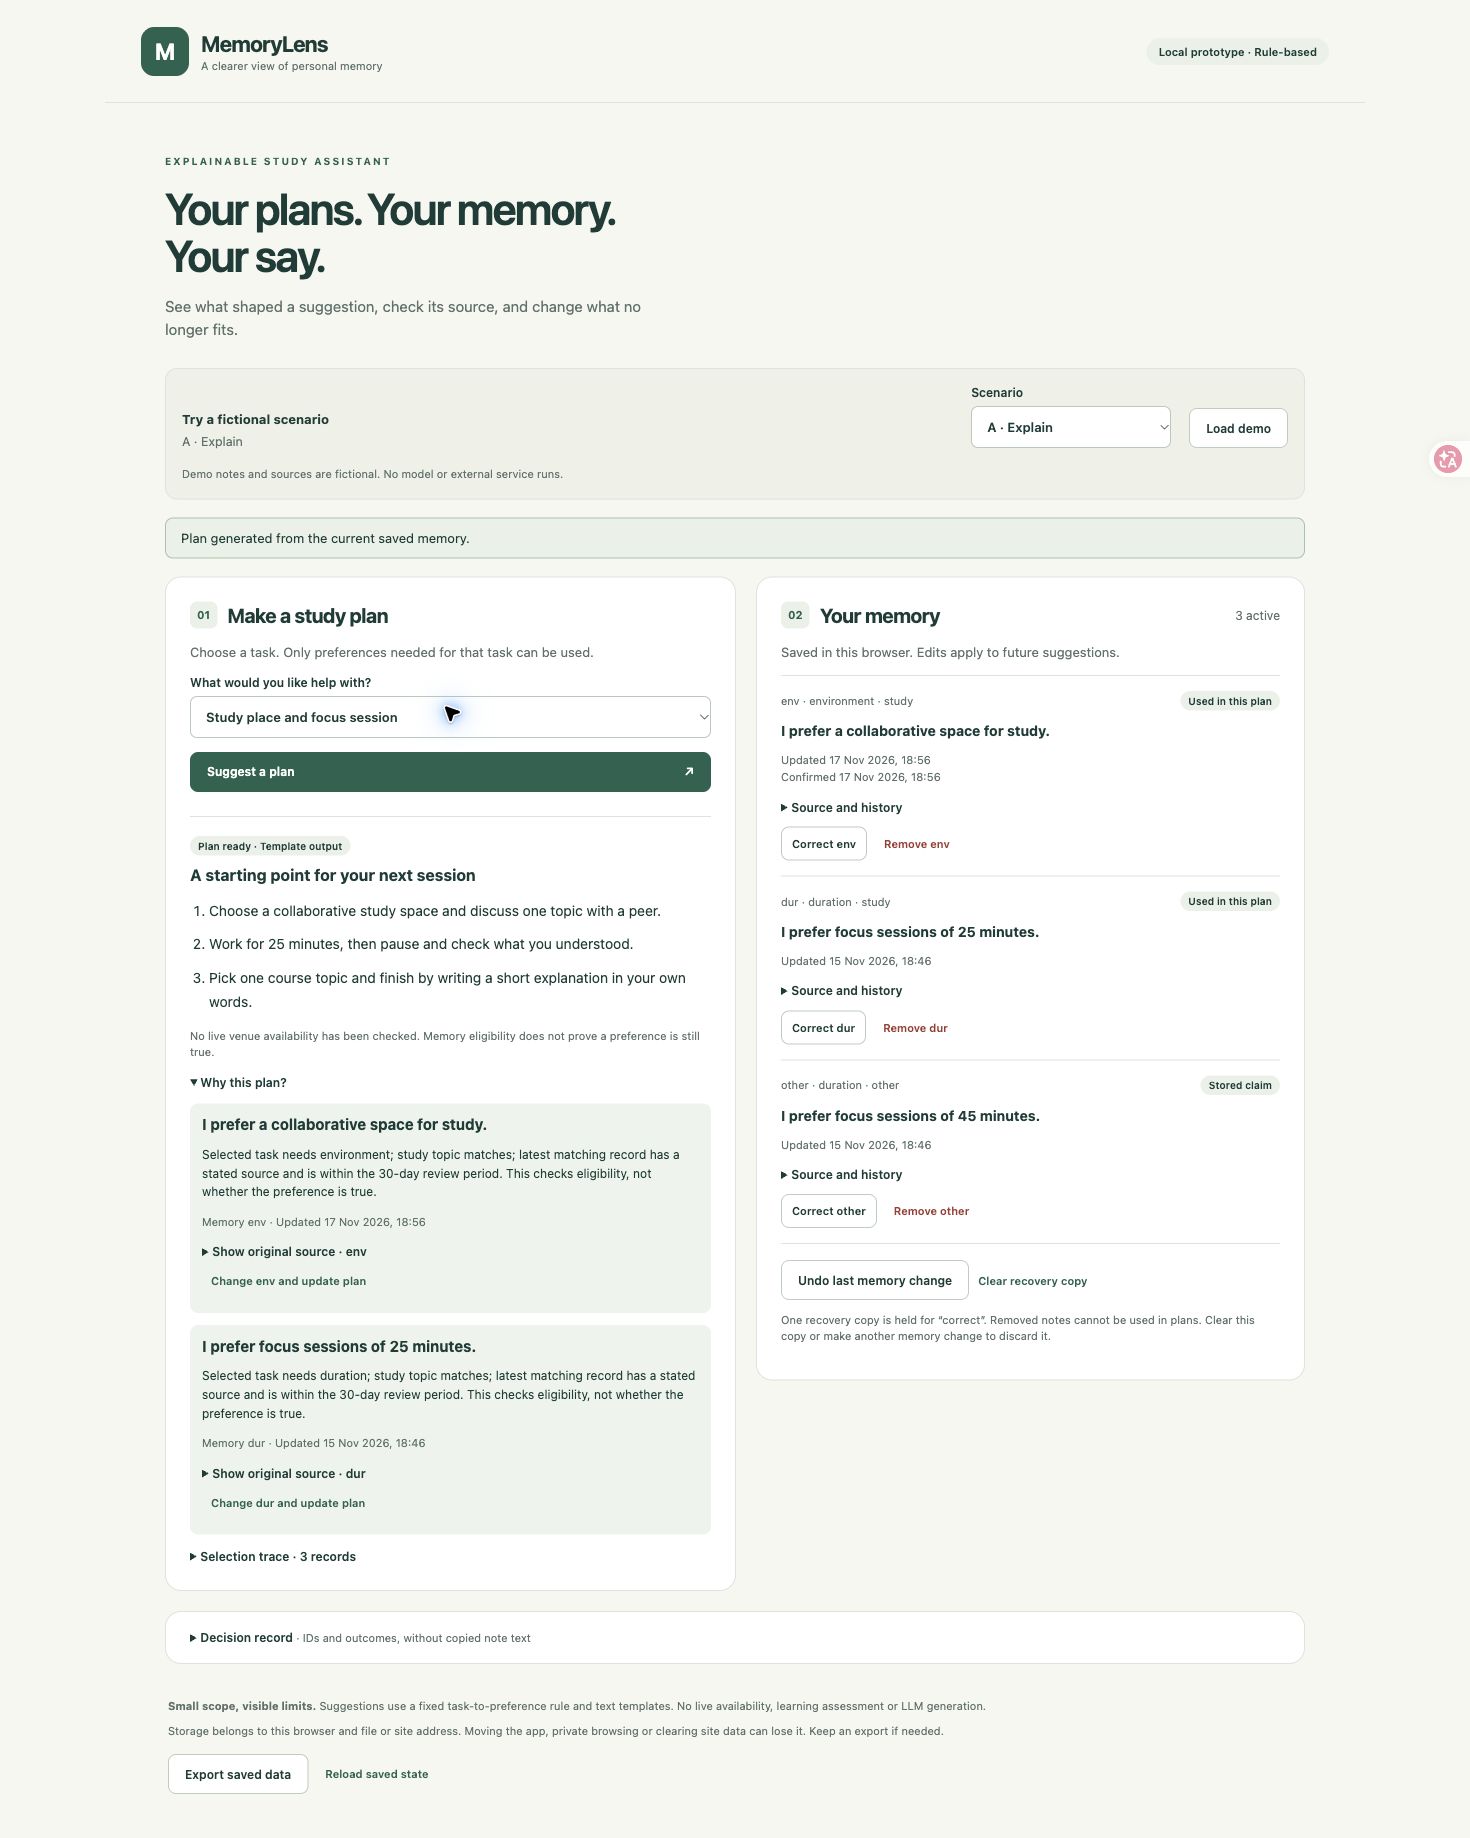 M
MemoryLens
A clearer view of personal memory
Local prototype · Rule-based
EXPLAINABLE STUDY ASSISTANT
Your plans. Your memory.
Your say.
See what shaped a suggestion, check its source, and change what no
longer fits.
Try a fictional scenario
A · Explain
Demo notes and sources are fictional. No model or external service runs.
Scenario
A · Explain
Load demo
Plan generated from the current saved memory.
01 Make a study plan
Choose a task. Only preferences needed for that task can be used.
What would you like help with?
Study place and focus session
Suggest a plan ↗
Plan ready · Template output
A starting point for your next session
1. Choose a collaborative study space and discuss one topic with a peer.
2. Work for 25 minutes, then pause and check what you understood.
3. Pick one course topic and finish by writing a short explanation in your own
words.
No live venue availability has been checked. Memory eligibility does not prove a preference is still
true.
▼ Why this plan?
I prefer a collaborative space for study.
Selected task needs environment; study topic matches; latest matching record has a
stated source and is within the 30-day review period. This checks eligibility, not
whether the preference is true.
Memory env · Updated 17 Nov 2026, 18:56
▶ Show original source · env
Change env and update plan
I prefer focus sessions of 25 minutes.
Selected task needs duration; study topic matches; latest matching record has a stated
source and is within the 30-day review period. This checks eligibility, not whether the
preference is true.
Memory dur · Updated 15 Nov 2026, 18:46
▶ Show original source · dur
Change dur and update plan
▶ Selection trace · 3 records
02 Your memory
3 active
Saved in this browser. Edits apply to future suggestions.
env · environment · study
Used in this plan
I prefer a collaborative space for study.
Updated 17 Nov 2026, 18:56
Confirmed 17 Nov 2026, 18:56
▶ Source and history
Correct env
Remove env
dur · duration · study
Used in this plan
I prefer focus sessions of 25 minutes.
Updated 15 Nov 2026, 18:46
▶ Source and history
Correct dur
Remove dur
other · duration · other
Stored claim
I prefer focus sessions of 45 minutes.
Updated 15 Nov 2026, 18:46
▶ Source and history
Correct other
Remove other
Undo last memory change
Clear recovery copy
One recovery copy is held for “correct”. Removed notes cannot be used in plans. Clear this
copy or make another memory change to discard it.
▶ Decision record · IDs and outcomes, without copied note text
Small scope, visible limits. Suggestions use a fixed task-to-preference rule and text templates. No live availability, learning assessment or LLM generation.
Storage belongs to this browser and file or site address. Moving the app, private browsing or clearing site data can lose it. Keep an export if needed.
Export saved data
Reload saved state